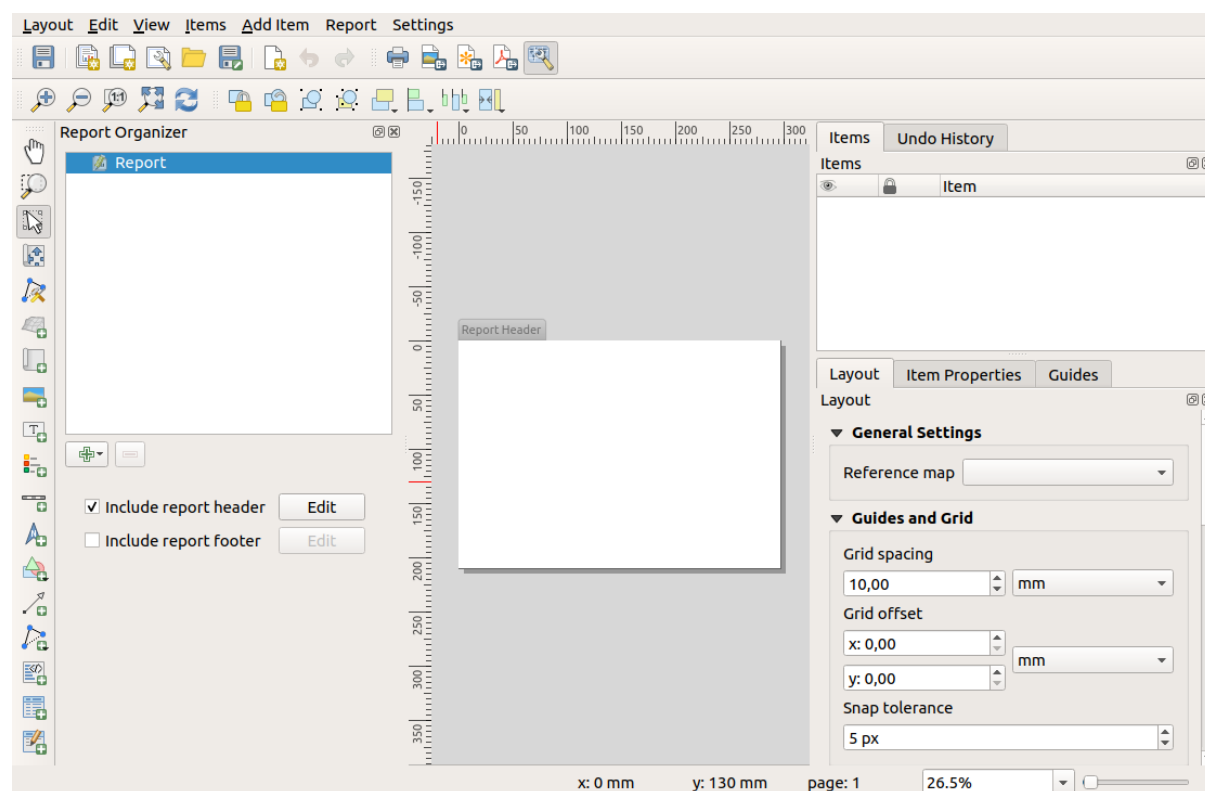 Layout Edit View Items Add Item Report Settings
1:1
Report Organizer
Report
Edit
Include report header
Edit
Include report footer
0 50 100 150 200 250 300
-150
-100
-50
0
50
100
150
200
250
300
350
Report Header
Items Undo History
Items
Item
Layout Item Properties Guides
Layout
General Settings
Reference map
Guides and Grid
Grid spacing
10,00 mm
Grid offset
x: 0,00
mm
y: 0,00
Snap tolerance
5 px
x: 0 mm y: 130 mm page: 1 26.5%